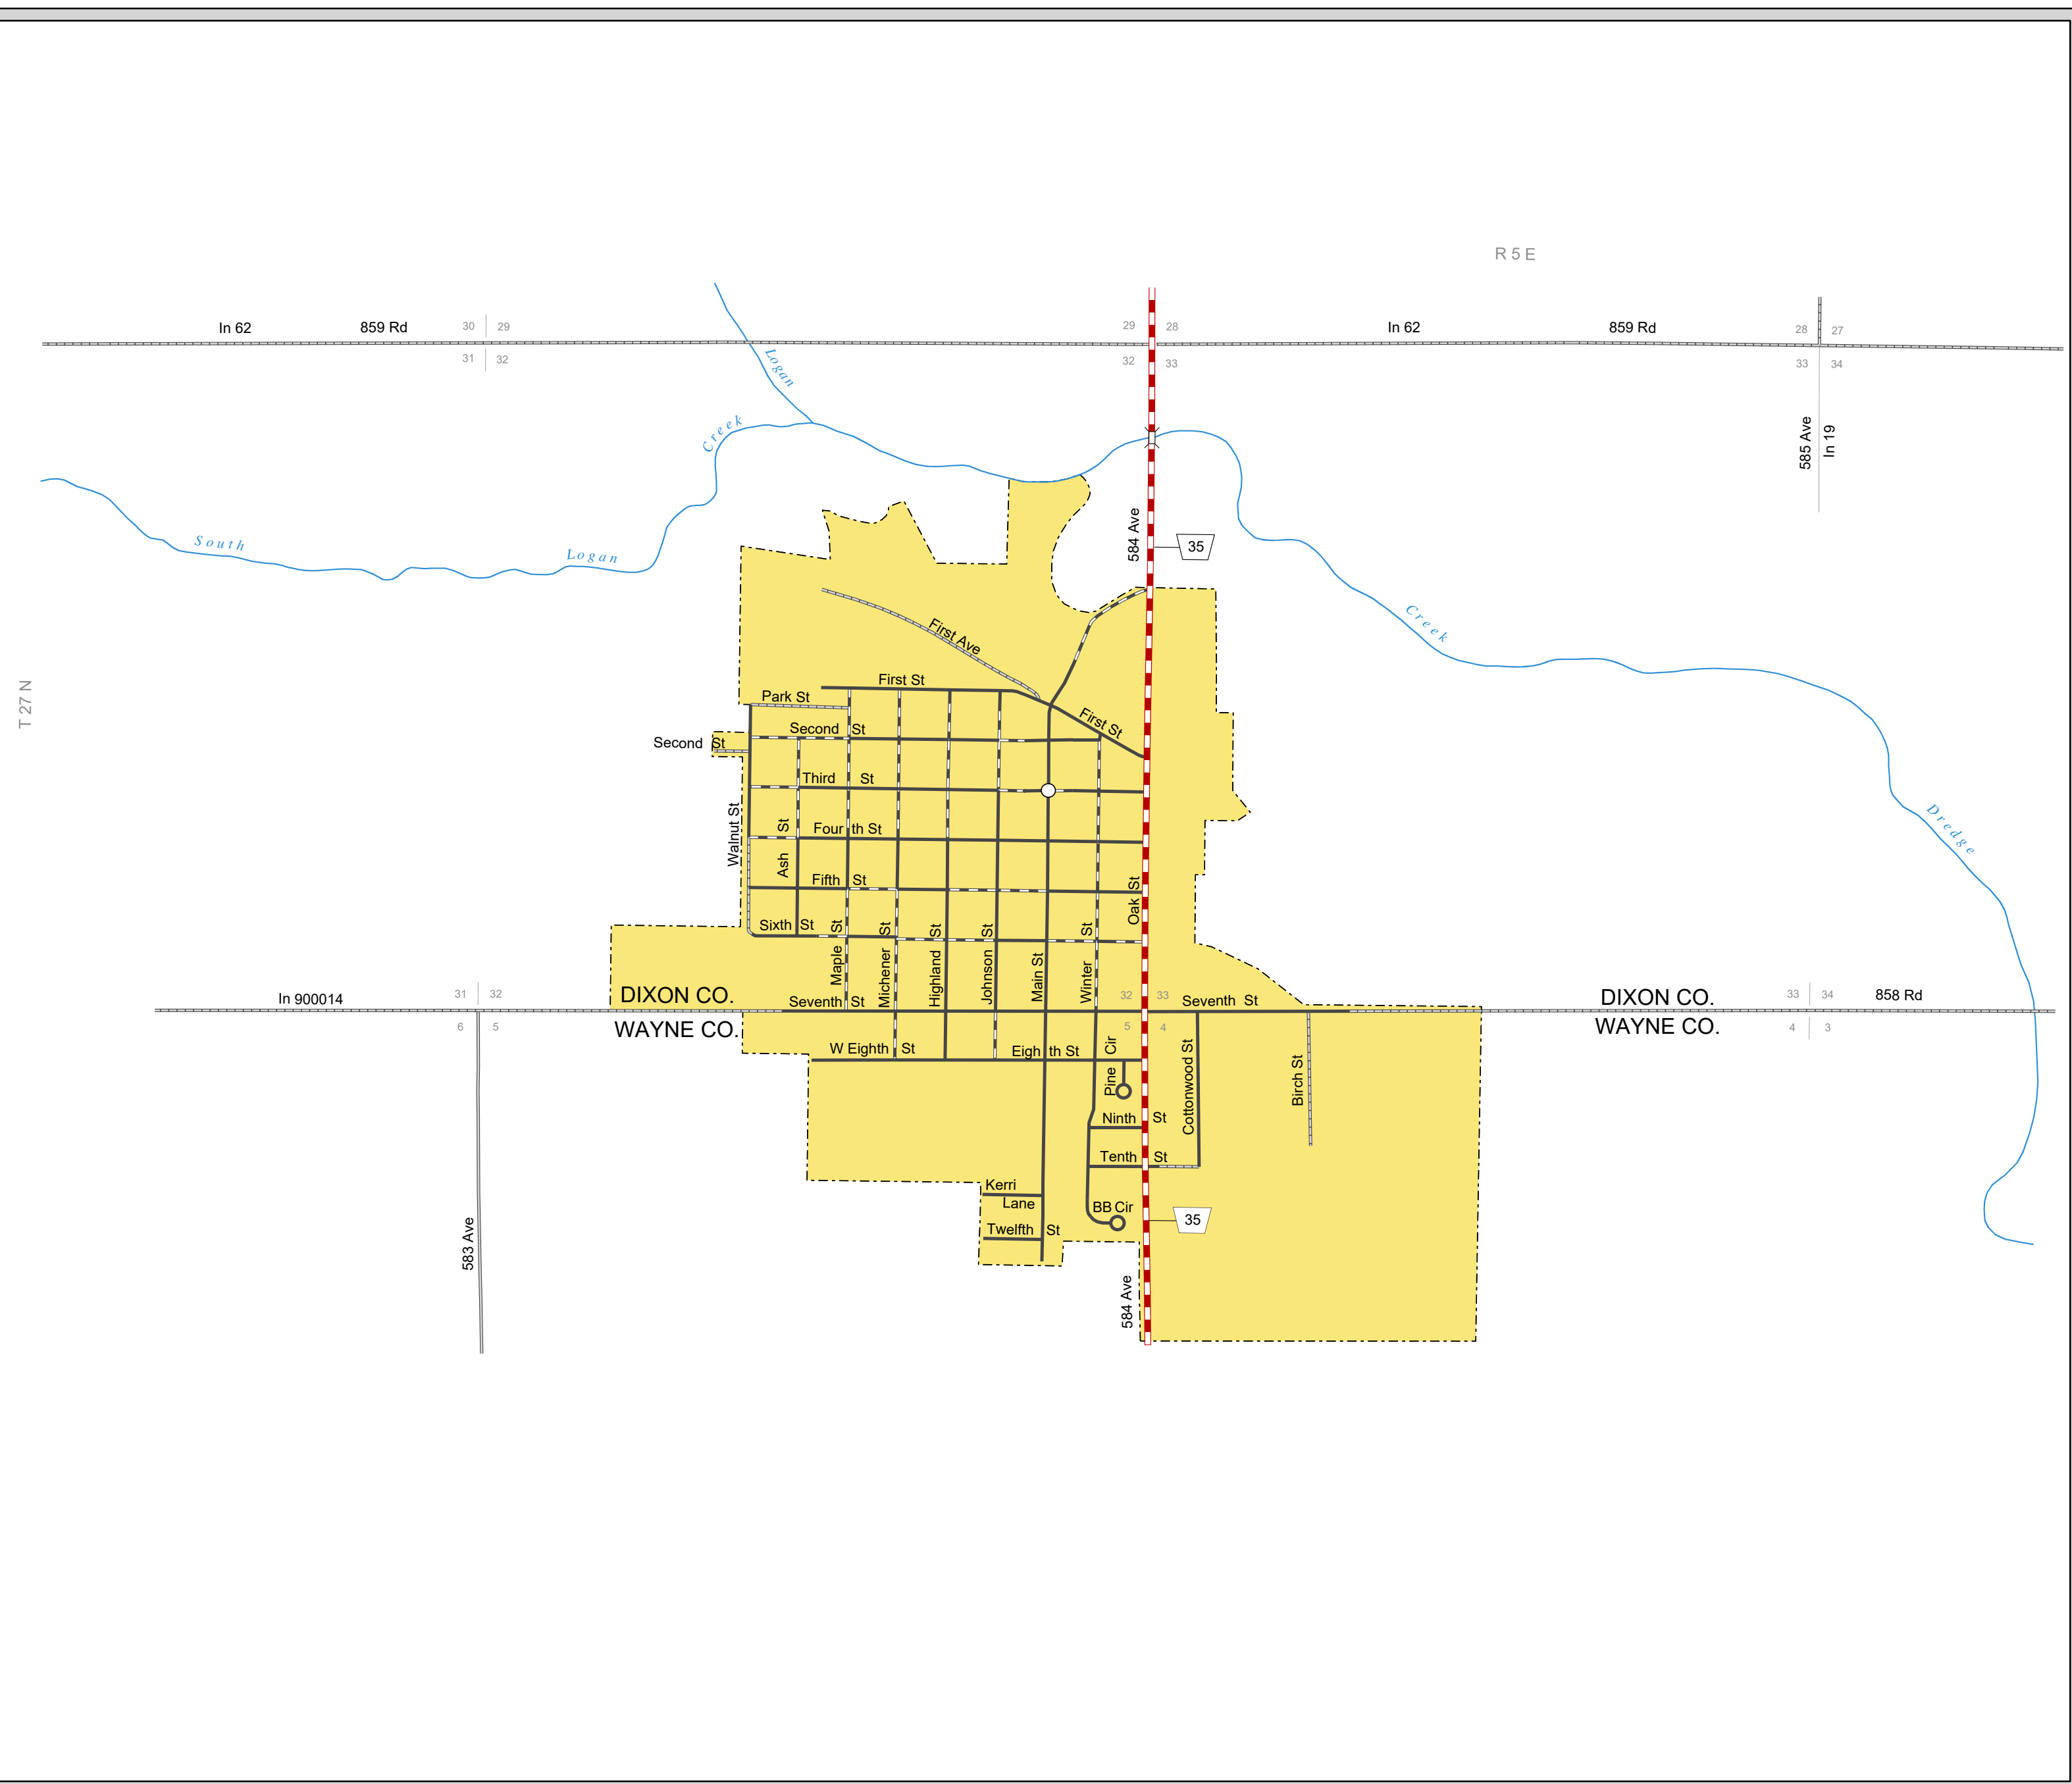 R 5 E
In 62
859 Rd
30
29
29
28
In 62
859 Rd
28
27
31
32
32
33
33
34
Logan
Creek
585 Ave
In 19
South
Logan
584 Ave
35
Creek
T 27 N
First Ave
First St
Park St
First St
Second St
Second St
Third St
Walnut St
Ash St
Four th St
Dredge
Fifth St
Oak St
Sixth St
Maple St
Michener St
Highland St
Johnson St
Main St
Winter St
In 900014
31
32
DIXON CO.
Seventh St
32
33
Seventh St
DIXON CO.
33
34
858 Rd
6
5
WAYNE CO.
5
4
WAYNE CO.
4
3
W Eighth St
Eigh th St
Pine Cir
Cottonwood St
Birch St
Ninth St
Tenth St
Kerri
Lane
BB Cir
35
Twelfth St
583 Ave
584 Ave